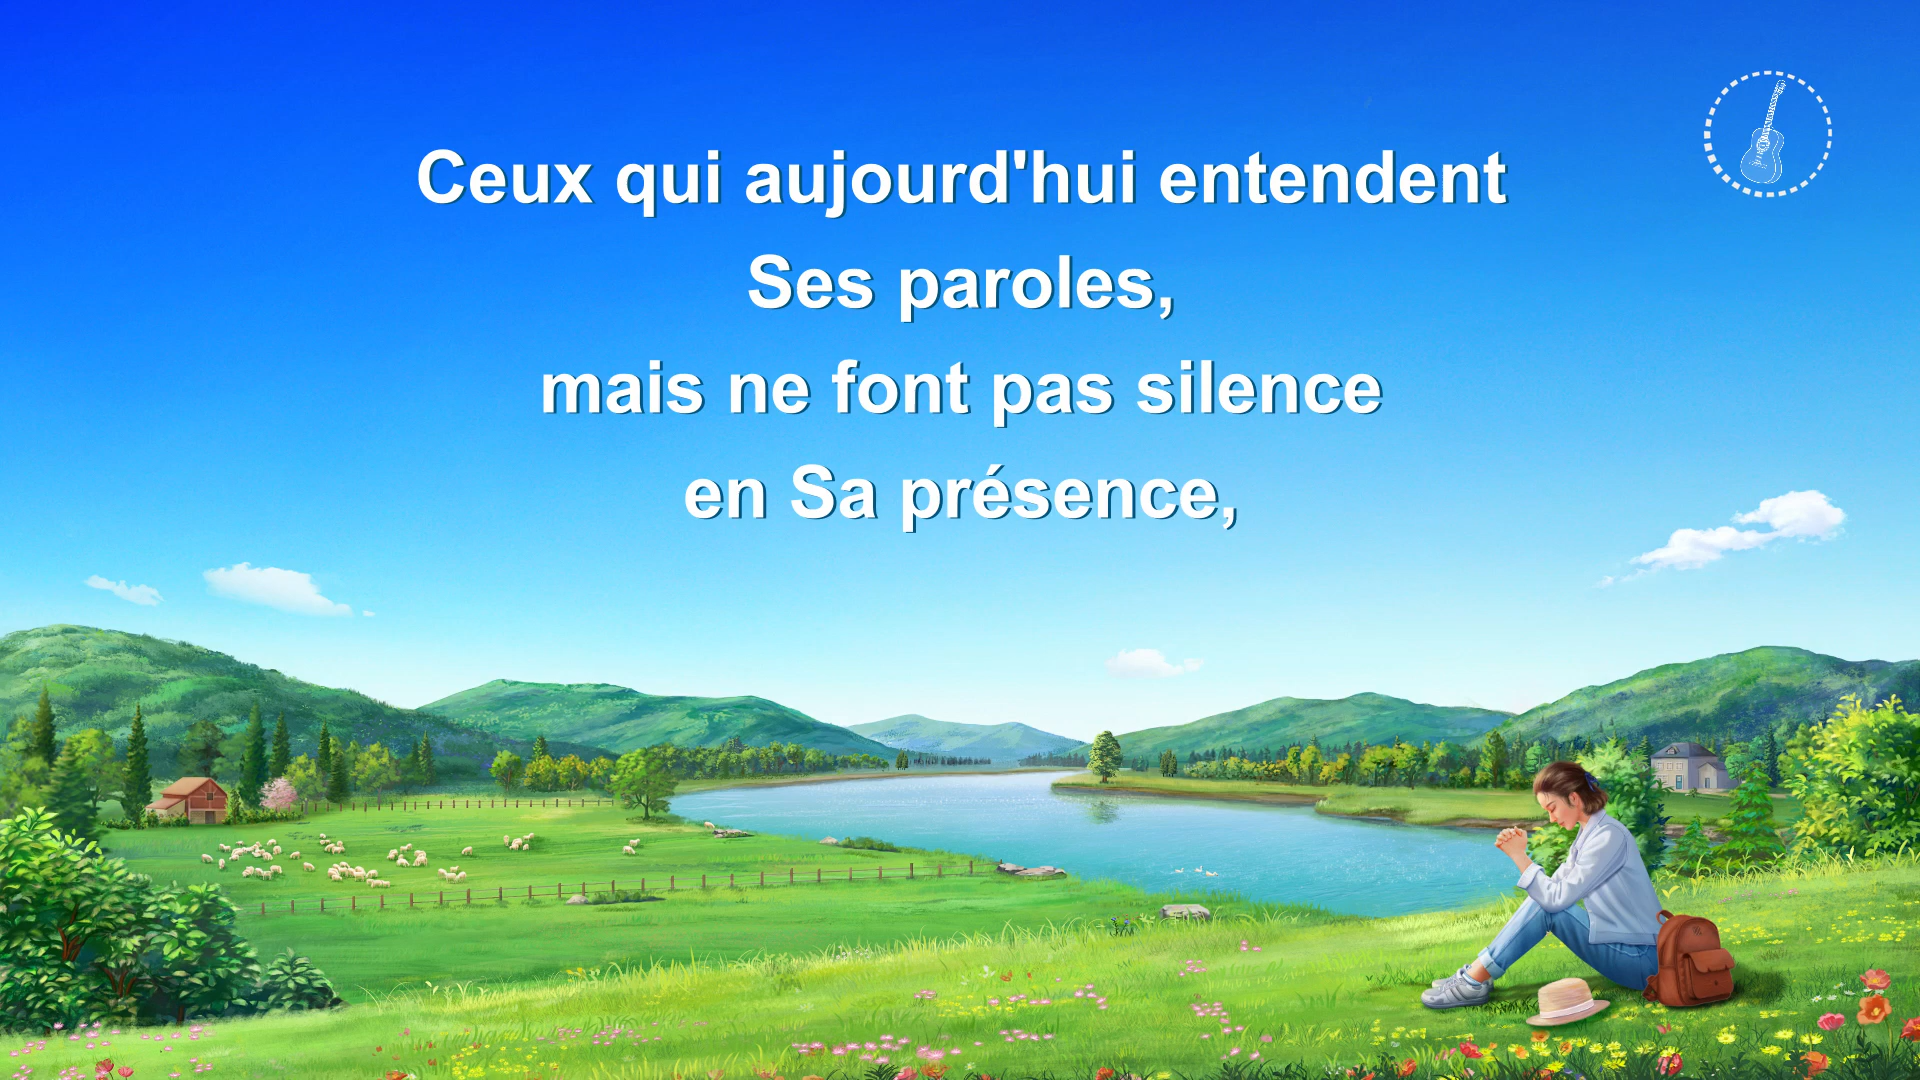 Ceux qui aujourd'hui entendent
Ses paroles,
mais ne font pas silence
en Sa présence,